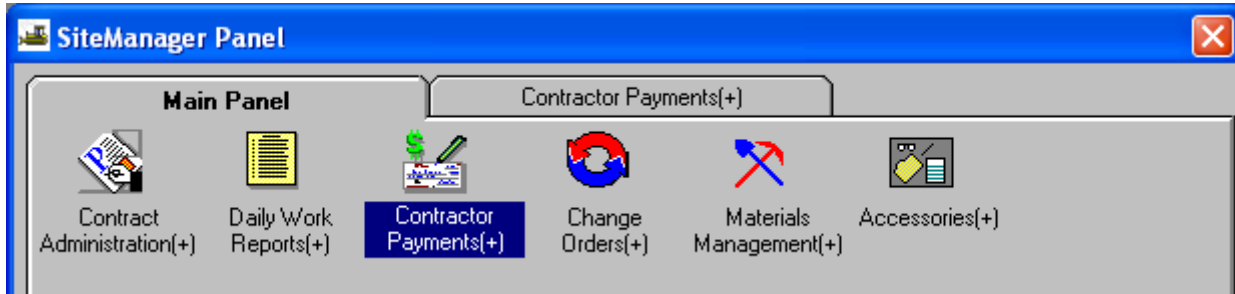 SiteManager Panel
Main Panel
Contractor Payments(+)
Contract
Administration(+)
Daily Work
Reports(+)
Contractor
Payments(+)
Change
Orders(+)
Materials
Management(+)
Accessories(+)